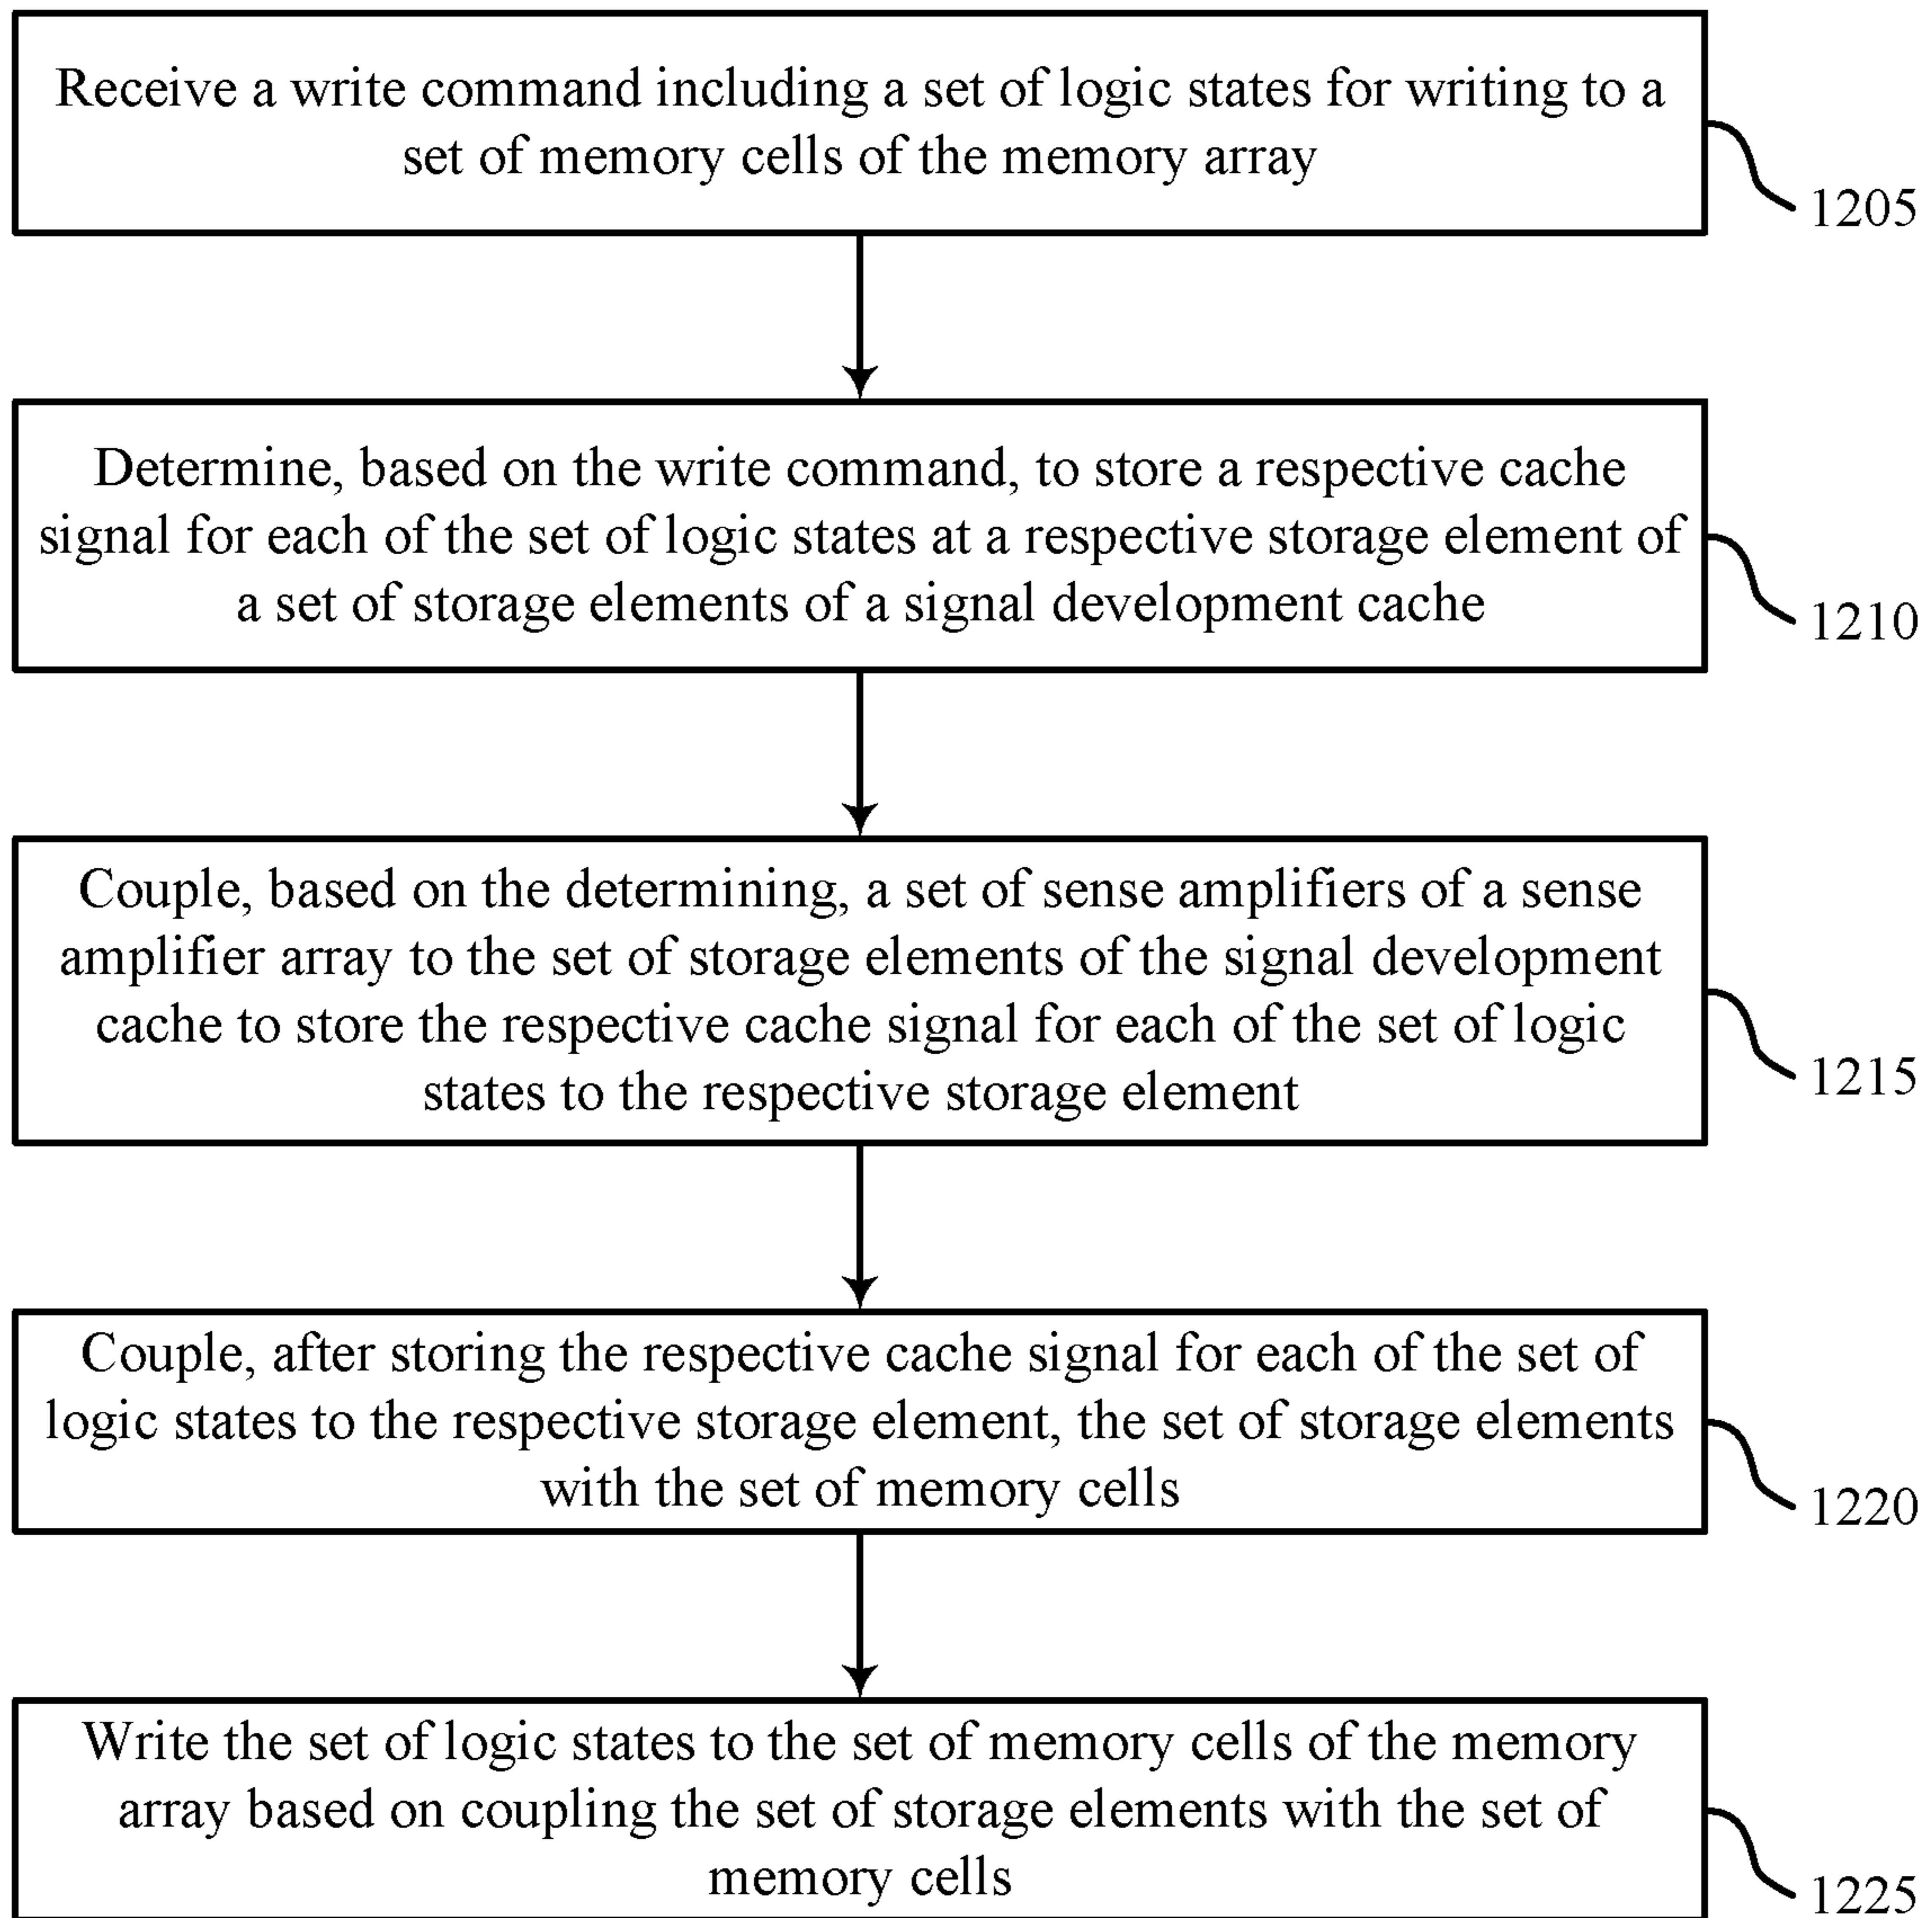 Receive a write command including a set of logic states for writing to a
set of memory cells of the memory array
1205
Determine, based on the write command, to store a respective cache
signal for each of the set of logic states at a respective storage element of
a set of storage elements of a signal development cache
1210
Couple, based on the determining, a set of sense amplifiers of a sense
amplifier array to the set of storage elements of the signal development
cache to store the respective cache signal for each of the set of logic
states to the respective storage element
1215
Couple, after storing the respective cache signal for each of the set of
logic states to the respective storage element, the set of storage elements
with the set of memory cells
1220
Write the set of logic states to the set of memory cells of the memory
array based on coupling the set of storage elements with the set of
memory cells
1225